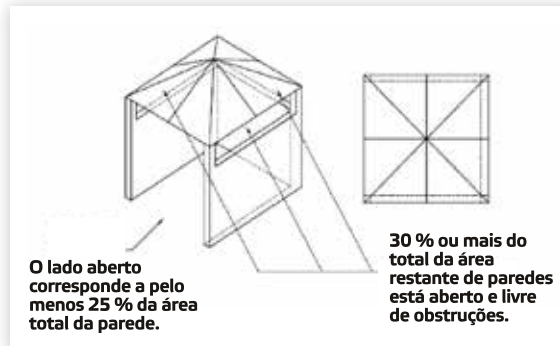 O lado aberto
corresponde a pelo
menos 25 % da área
total da parede.
30 % ou mais do
total da área
restante de paredes
está aberto e livre
de obstruções.